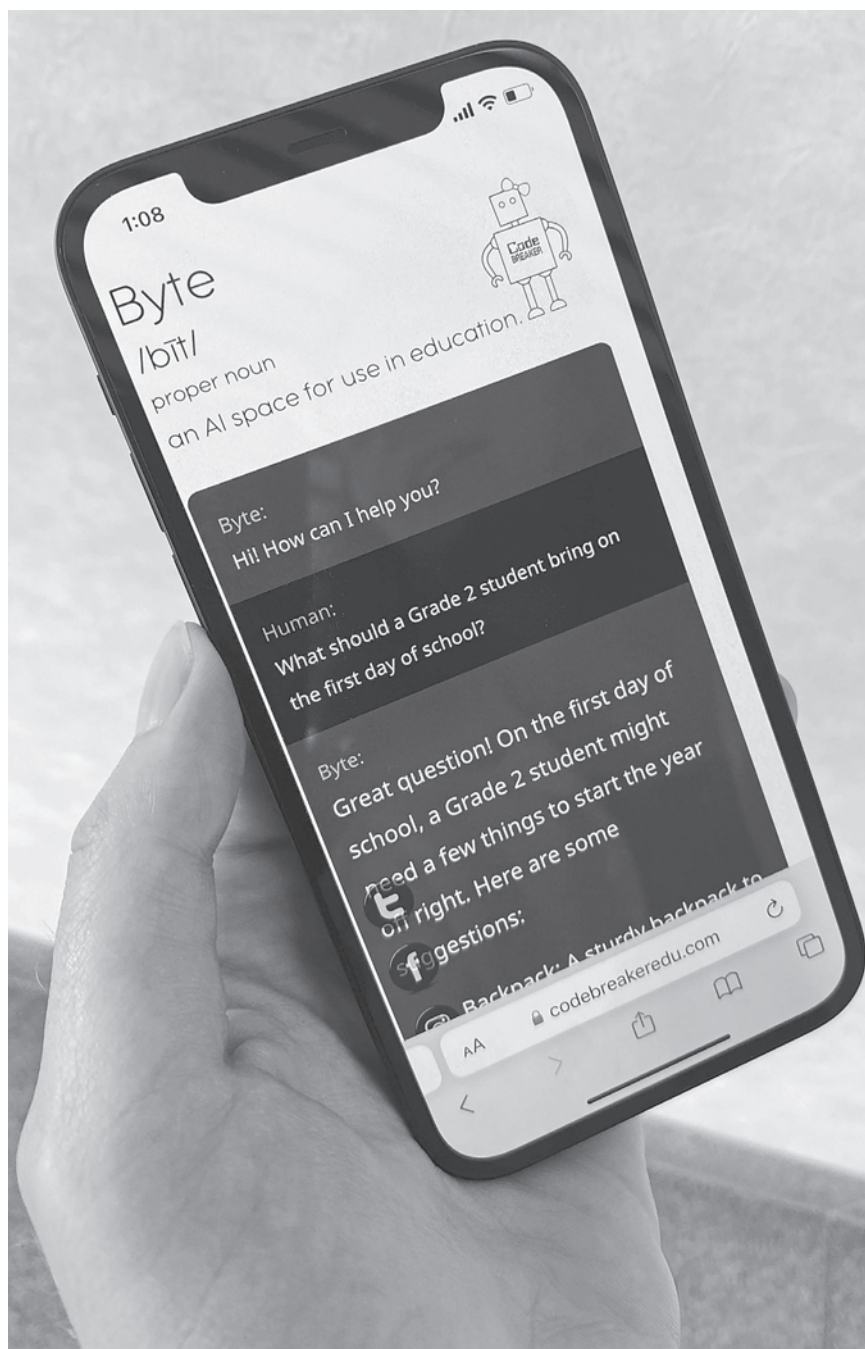 1:08
Code
BREAKER
Byte
/bīt/
proper noun
an AI space for use in education.
Byte:
Hi! How can I help you?
Human:
What should a Grade 2 student bring on
the first day of school?
Byte:
Great question! On the first day of
school, a Grade 2 student might
need a few things to start the year
off right. Here are some
suggestions:
Backpack: A sturdy backpack to
AA codebreakeredu.com